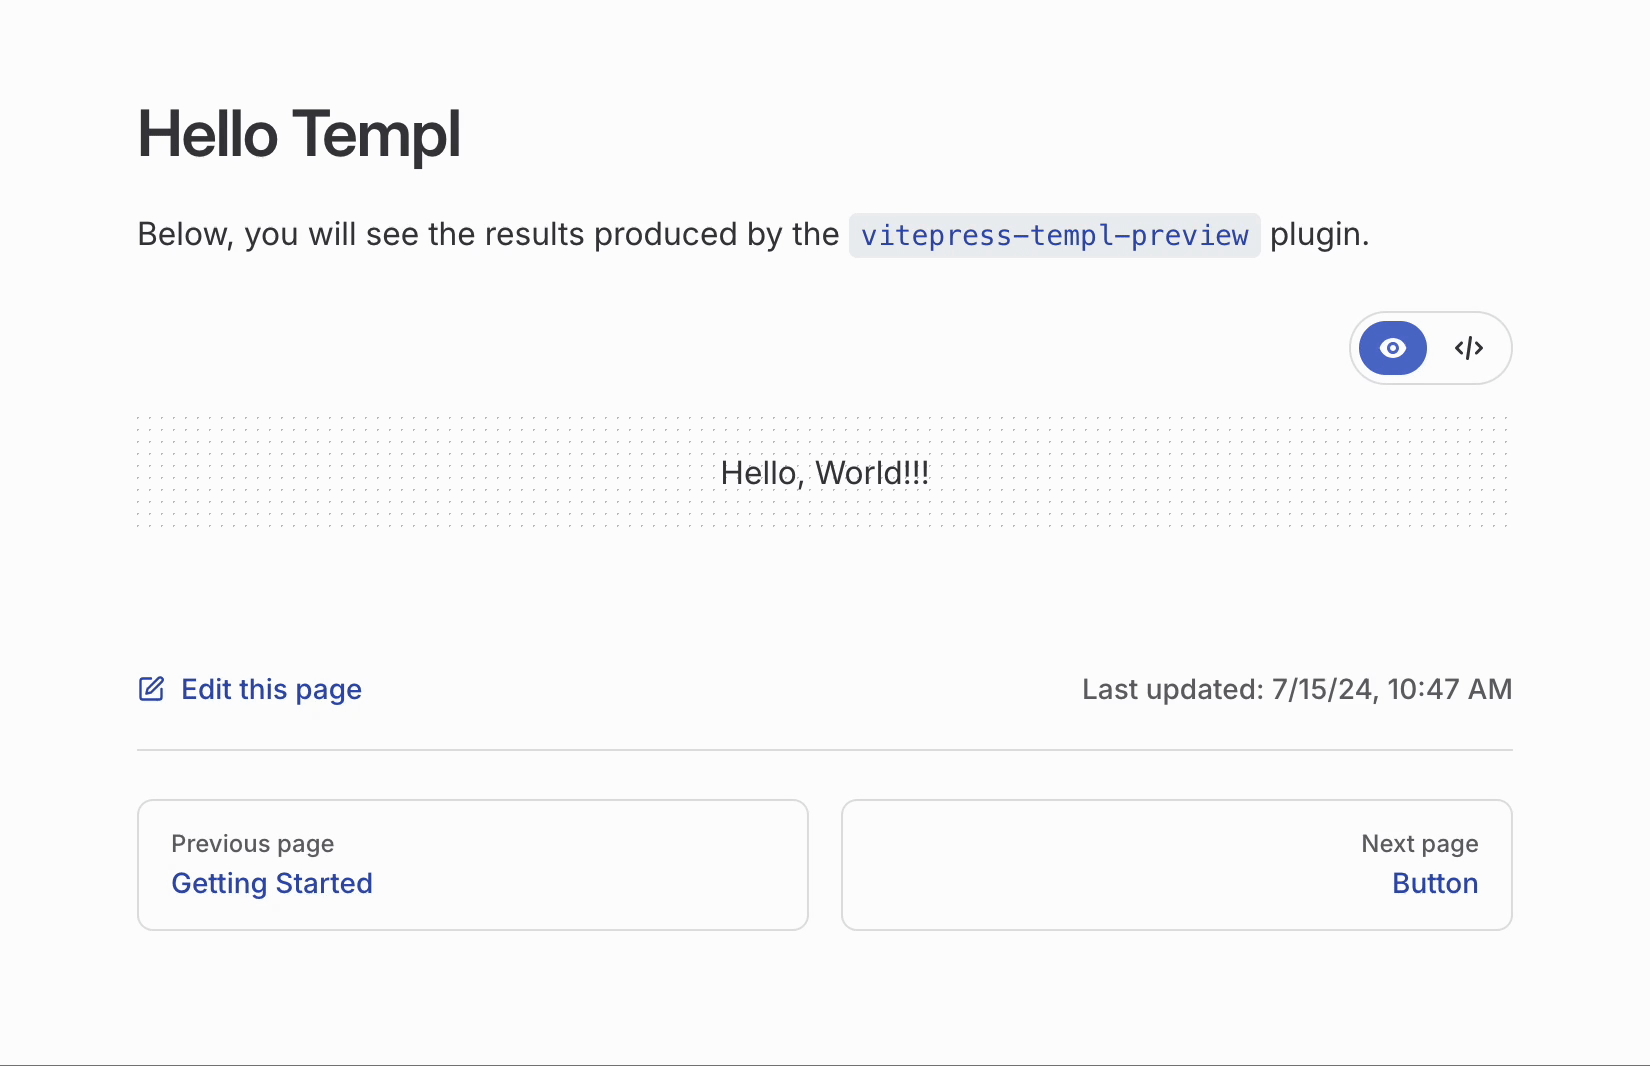 Hello Templ
Below, you will see the results produced by the vitepress-templ-preview plugin.
</>
Hello, World!!!
Edit this page
Last updated: 7/15/24, 10:47 AM
Previous page
Getting Started
Next page
Button